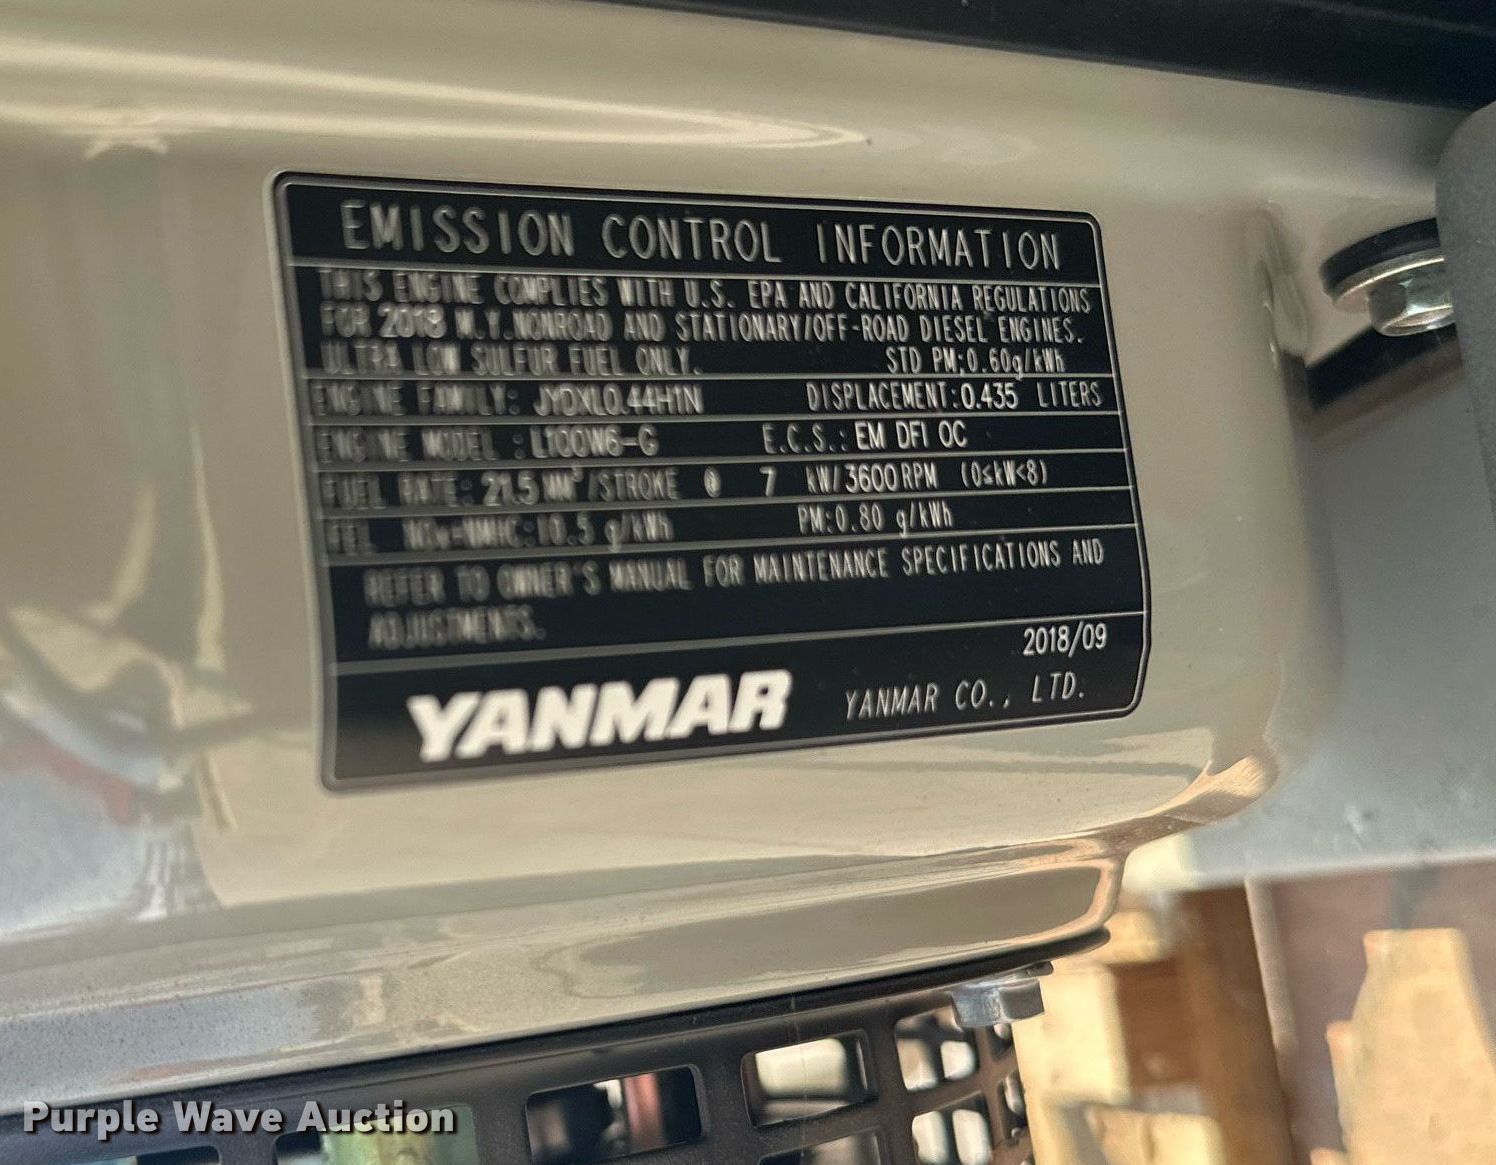 EMISSION CONTROL INFORMATION
THIS ENGINE COMPLIES WITH U.S. EPA AND CALIFORNIA REGULATIONS
FOR 2018 M.Y. NONROAD AND STATIONARY/OFF-ROAD DIESEL ENGINES.
ULTRA LOW SULFUR FUEL ONLY. STD PM;0.60g/kWh
ENGINE FAMILY: JYDXL0.44H1N DISPLACEMENT:0.435 LITERS
ENGINE MODEL : L100W6-G E.C.S.: EM DFI OC
FUEL RATE: 21.5 MM³/STROKE @ 7 kW/3600RPM (0≤kW<8)
FEL NOx+NMHC:10.5 g/kWh PM:0.80 g/kWh
REFER TO OWNER'S MANUAL FOR MAINTENANCE SPECIFICATIONS AND
ADJUSTMENTS.
2018/09
YANMAR YANMAR CO., LTD.
Purple Wave Auction